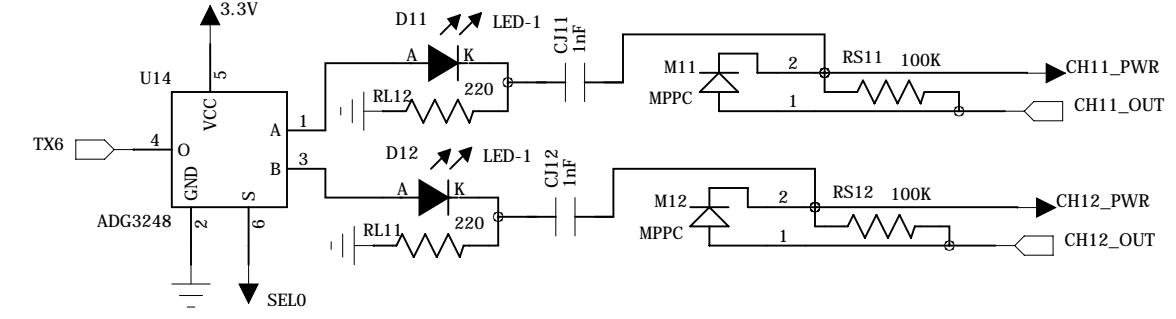 3.3V
D11
LED-1
CJ11
1nF
U14
5
VCC
A
K
M11
2
RS11
100K
CH11_PWR
MPPC
1
CH11_OUT
RL12
220
TX6
4
O
A
1
B
3
GND
S
ADG3248
2
6
SEL0
D12
LED-1
CJ12
1nF
A
K
RL11
220
M12
2
RS12
100K
CH12_PWR
MPPC
1
CH12_OUT